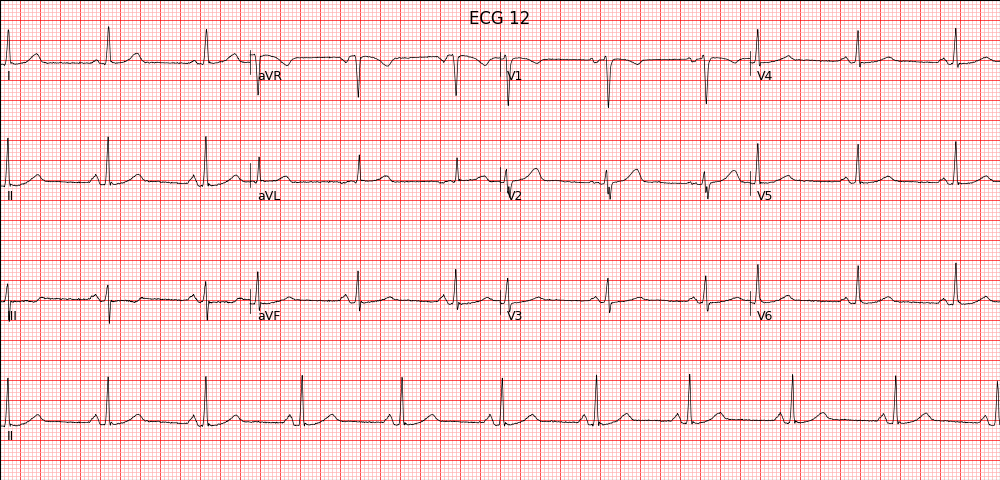 ECG 12
I aVR V1 V4
II aVL V2 V5
III aVF V3 V6
II